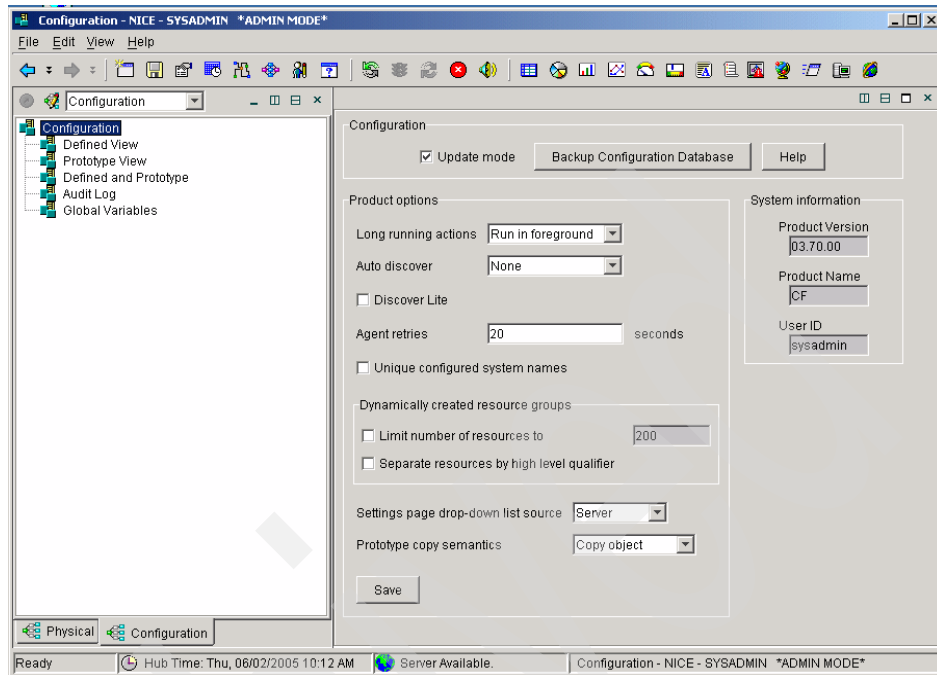 Configuration - NICE - SYSADMIN *ADMIN MODE*
File Edit View Help
Configuration
Configuration
Defined View
Prototype View
Defined and Prototype
Audit Log
Global Variables
Physical
Configuration
Configuration
Update mode
Backup Configuration Database
Help
Product options
Long running actions Run in foreground
Auto discover None
Discover Lite
Agent retries 20 seconds
Unique configured system names
Dynamically created resource groups
Limit number of resources to 200
Separate resources by high level qualifier
Settings page drop-down list source Server
Prototype copy semantics Copy object
Save
System information
Product Version
03.70.00
Product Name
CF
User ID
sysadmin
Ready
Hub Time: Thu, 06/02/2005 10:12 AM
Server Available.
Configuration - NICE - SYSADMIN *ADMIN MODE*